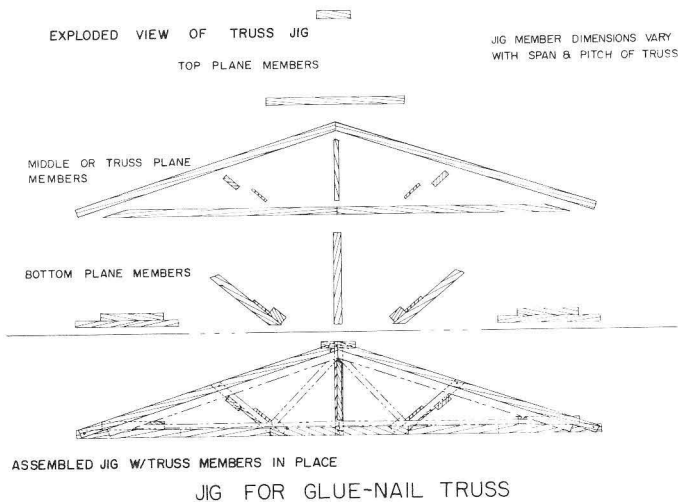 EXPLODED VIEW OF TRUSS JIG
JIG MEMBER DIMENSIONS VARY
WITH SPAN & PITCH OF TRUSS
TOP PLANE MEMBERS
MIDDLE OR TRUSS PLANE
MEMBERS
BOTTOM PLANE MEMBERS
ASSEMBLED JIG W/TRUSS MEMBERS IN PLACE
JIG FOR GLUE-NAIL TRUSS